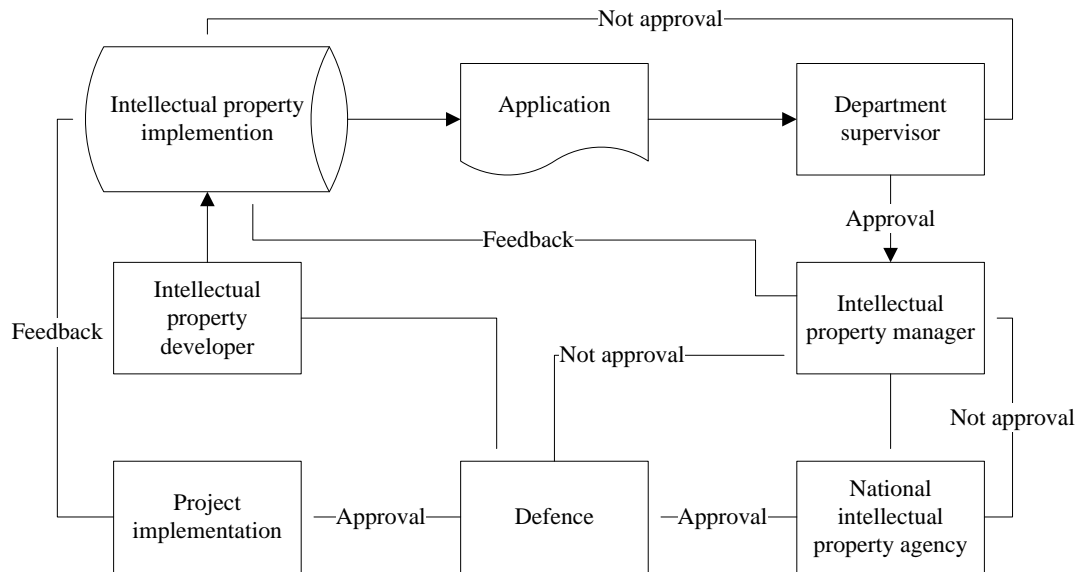 Not approval
Intellectual property
implemention
Application
Department
supervisor
Approval
Feedback
Intellectual
property
developer
Intellectual
property manager
Feedback
Not approval
Not approval
Project
implementation
Approval
Defence
Approval
National
intellectual
property agency